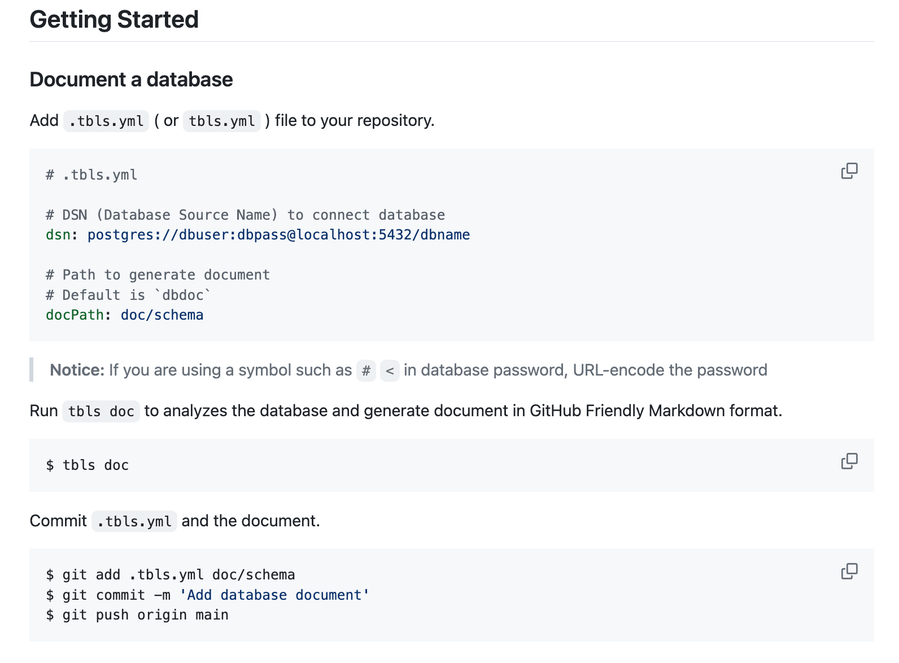 Getting Started
Document a database
Add .tbls.yml ( or tbls.yml ) file to your repository.
# .tbls.yml
# DSN (Database Source Name) to connect database
dsn: postgres://dbuser:dbpass@localhost:5432/dbname
# Path to generate document
# Default is `dbdoc`
docPath: doc/schema
Notice: If you are using a symbol such as # < in database password, URL-encode the password
Run tbls doc to analyzes the database and generate document in GitHub Friendly Markdown format.
$ tbls doc
Commit .tbls.yml and the document.
$ git add .tbls.yml doc/schema
$ git commit -m 'Add database document'
$ git push origin main